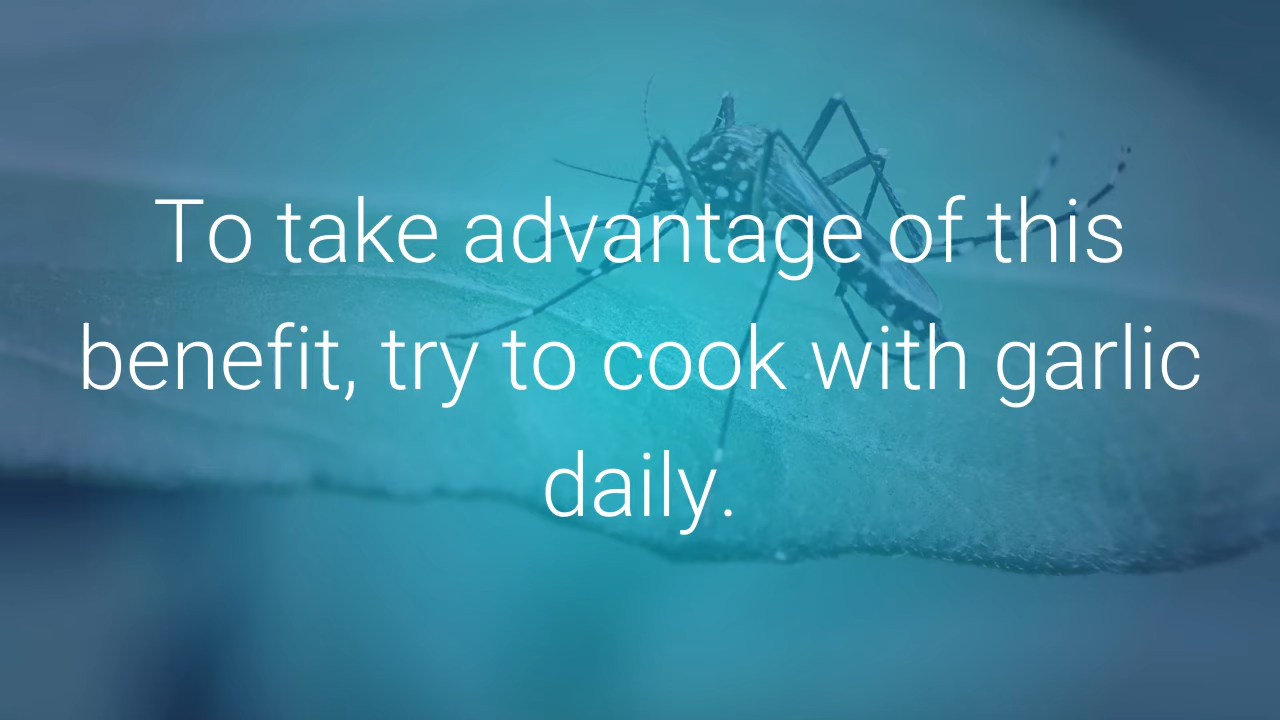 To take advantage of this
benefit, try to cook with garlic
daily.